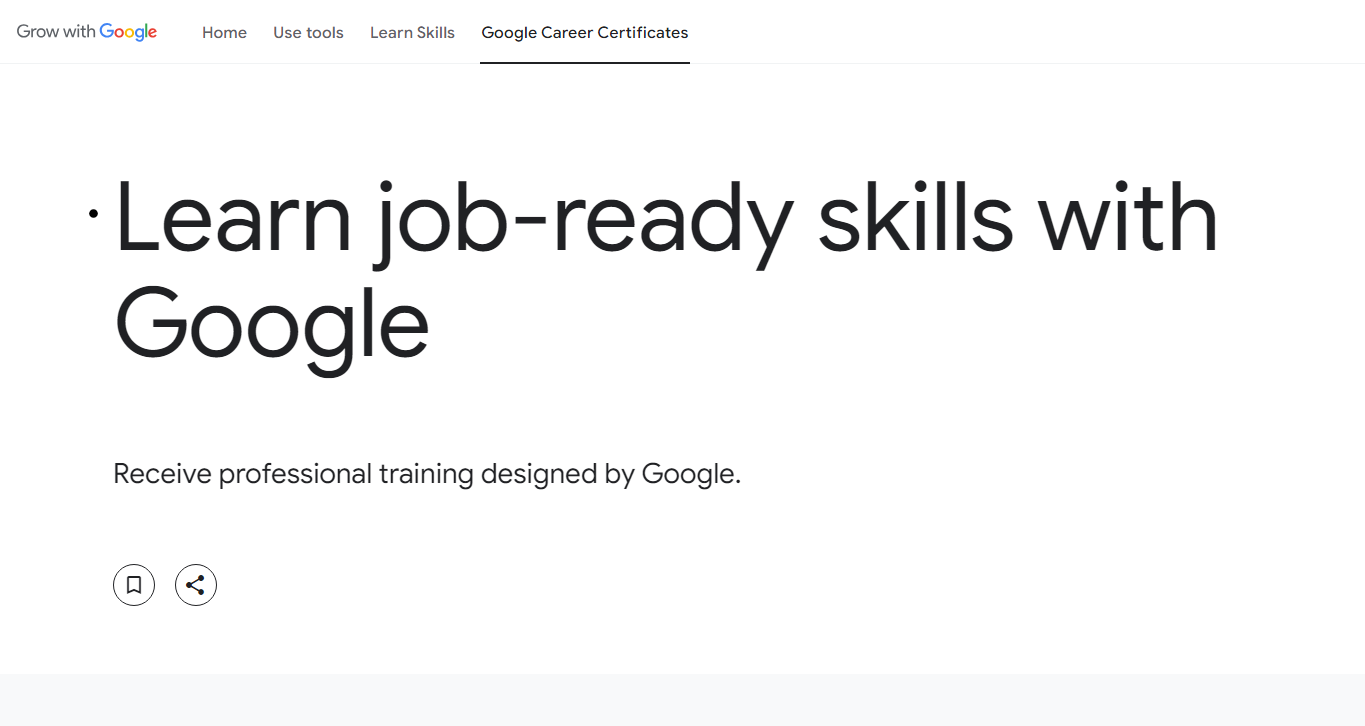 Grow with Google Home Use tools Learn Skills Google Career Certificates
Learn job-ready skills with
Google
Receive professional training designed by Google.